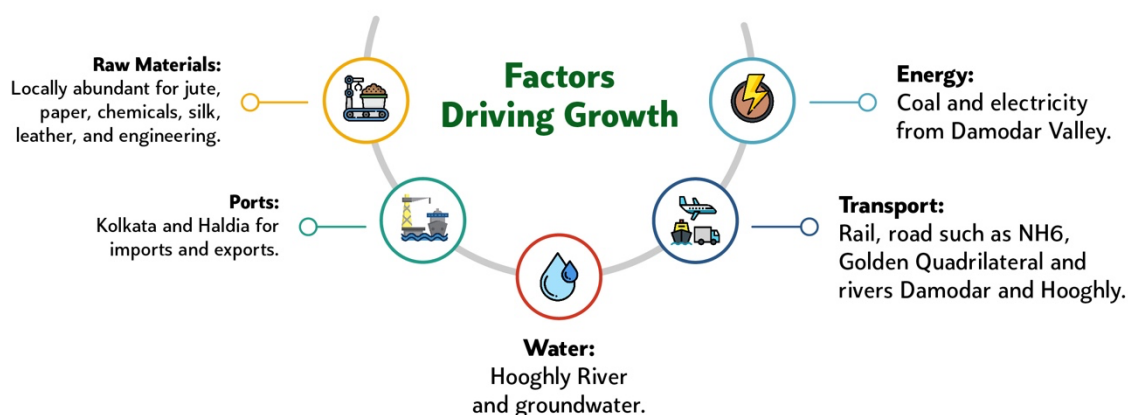 Factors
Driving Growth
Raw Materials:
Locally abundant for jute,
paper, chemicals, silk,
leather, and engineering.
Ports:
Kolkata and Haldia for
imports and exports.
Water:
Hooghly River
and groundwater.
Transport:
Rail, road such as NH6,
Golden Quadrilateral and
rivers Damodar and Hooghly.
Energy:
Coal and electricity
from Damodar Valley.